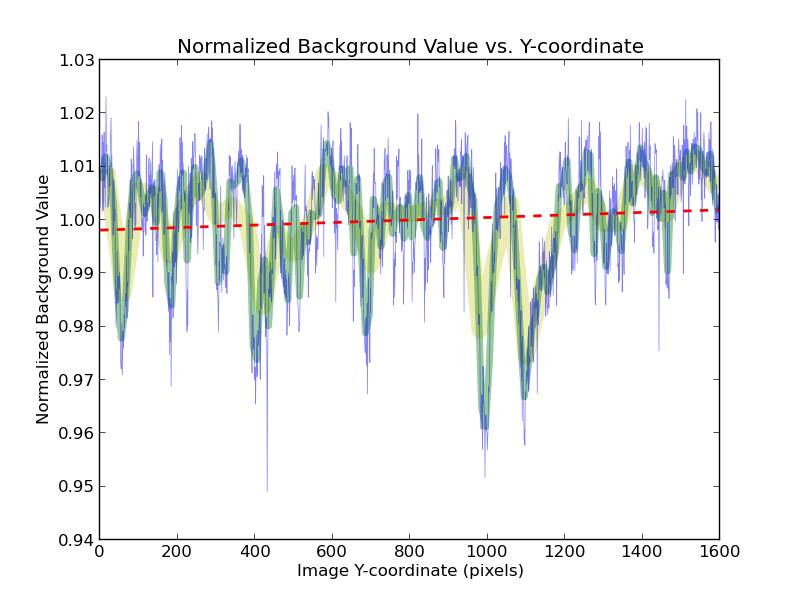 Normalized Background Value vs. Y-coordinate
1.03
1.02
1.01
1.00
0.99
0.98
0.97
0.96
0.95
0.94
Normalized Background Value
0 200 400 600 800 1000 1200 1400 1600
Image Y-coordinate (pixels)